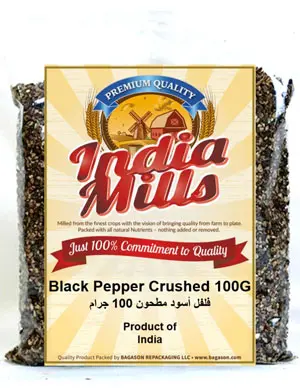 PREMIUM QUALITY
India
Mills
Milled from the finest crops with the vision of bringing quality from farm to plate.
Packed with all natural Nutrients – nothing added or removed.
Just 100% Commitment to Quality
Black Pepper Crushed 100G
فلفل أسود مطحون 100 جرام
Product of
India
Quality Product Packed by BAGASON REPACKAGING LLC • www.bagason.com